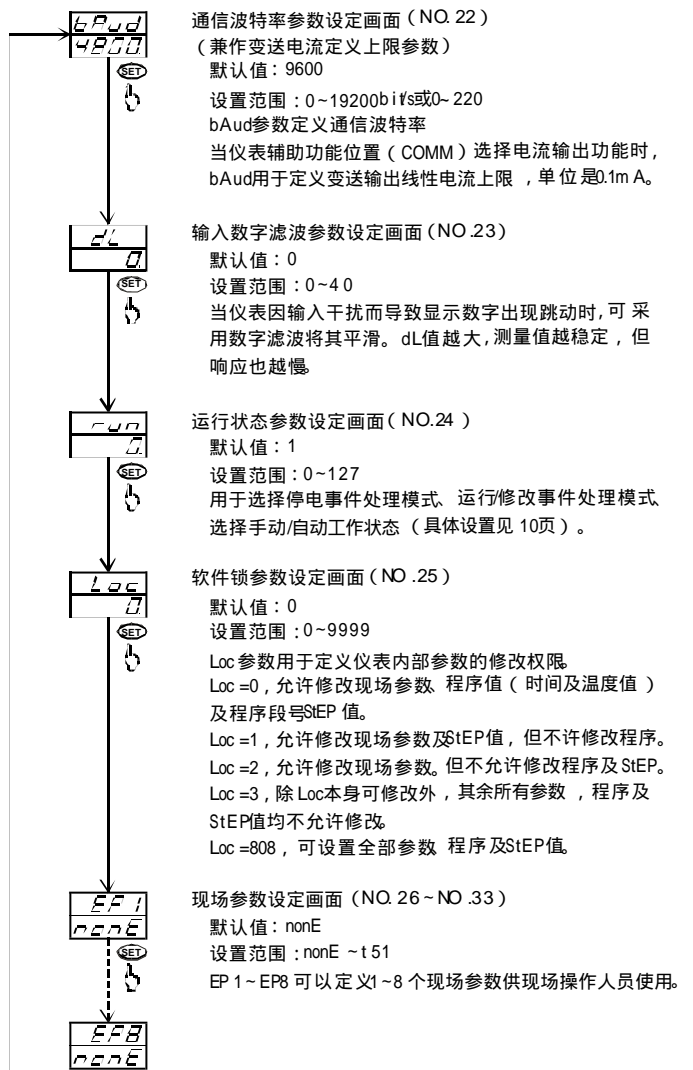 bAud
4800.
SET
通信波特率参数设定画面（NO. 22）
（兼作变送电流定义上限参数）
默认值：9600
设置范围：0~19200bit/s或0~220
bAud参数定义通信波特率
当仪表辅助功能位置（COMM）选择电流输出功能时，
bAud用于定义变送输出线性电流上限 ，单位是0.1mA。
dL
0.
SET
输入数字滤波参数设定画面（NO.23）
默认值：0
设置范围：0~40
当仪表因输入干扰而导致显示数字出现跳动时，可采
用数字滤波将其平滑。dL值越大，测量值越稳定，但
响应也越慢。
run
0.
SET
运行状态参数设定画面（NO.24）
默认值：1
设置范围：0~127
用于选择停电事件处理模式、运行/修改事件处理模式、
选择手动/自动工作状态（具体设置见 10页）。
Loc
0.
SET
软件锁参数设定画面（NO.25）
默认值：0
设置范围：0~9999
Loc参数用于定义仪表内部参数的修改权限。
Loc =0，允许修改现场参数、程序值（时间及温度值）
及程序段号StEP 值。
Loc =1，允许修改现场参数及StEP值，但不许修改程序。
Loc =2，允许修改现场参数。但不允许修改程序及 StEP。
Loc =3，除 Loc本身可修改外，其余所有参数 ，程序及
StEP值均不允许修改。
Loc =808，可设置全部参数、程序及StEP值。
EP1
nonE
SET
现场参数设定画面（NO. 26~NO.33）
默认值：nonE
设置范围：nonE ~t 51
EP 1~EP8 可以定义1~8 个现场参数供现场操作人员使用。
EP8
nonE